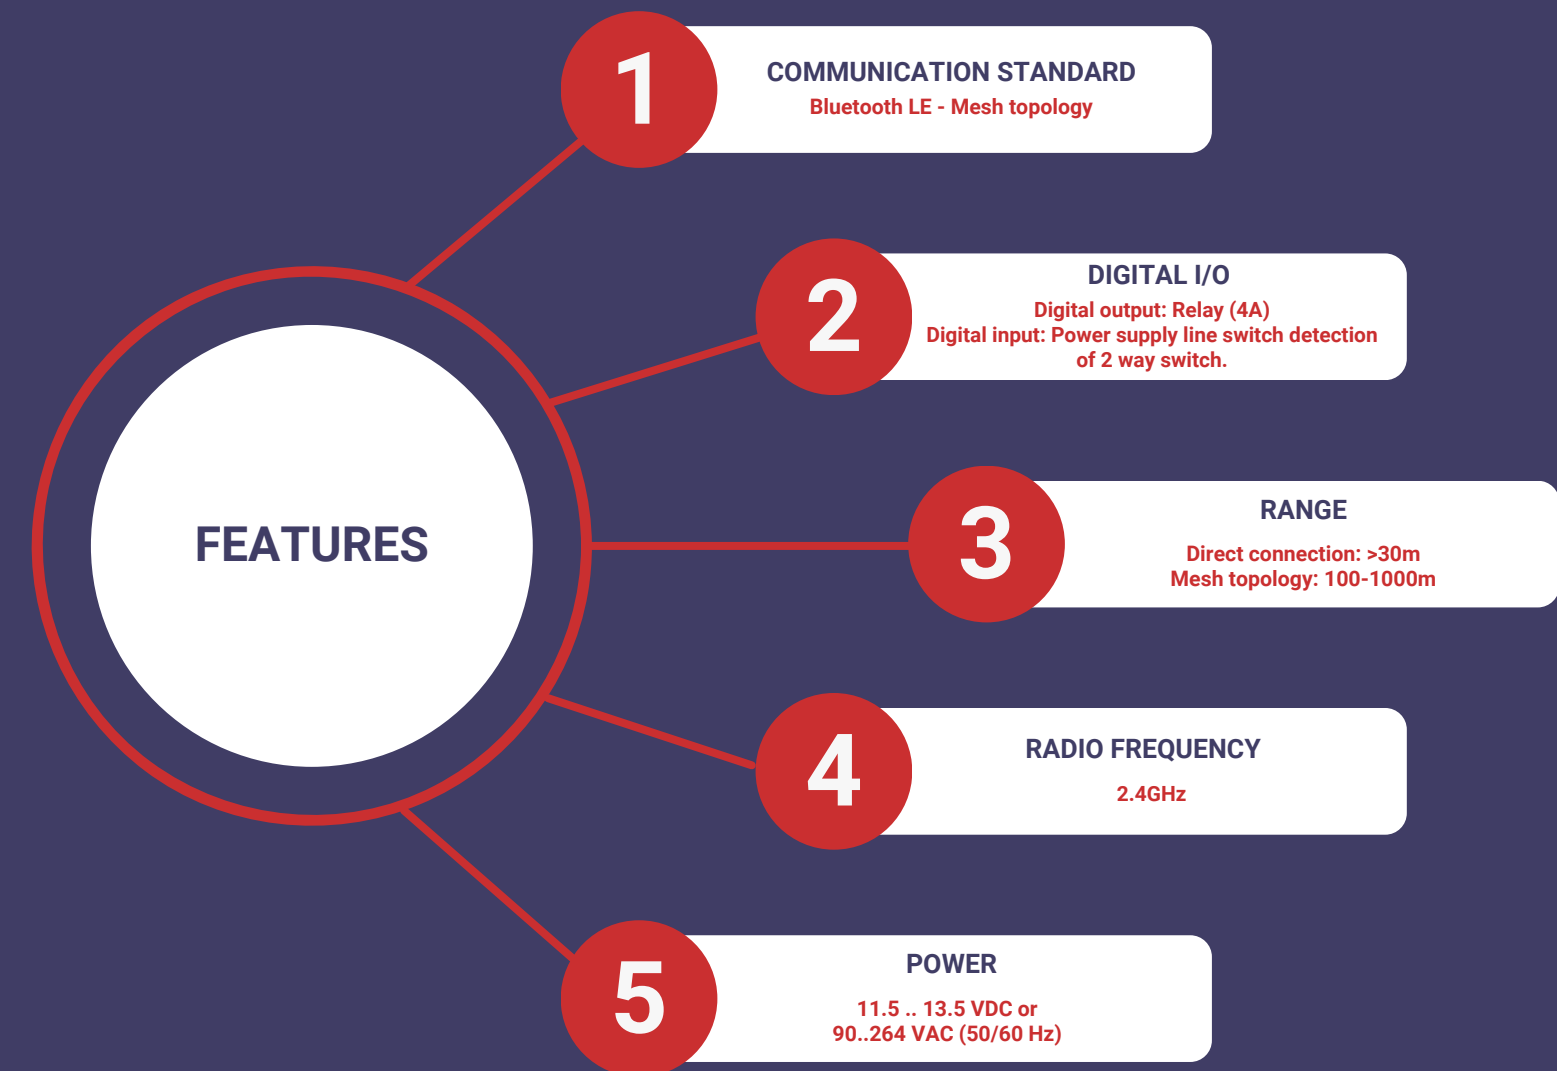 1
COMMUNICATION STANDARD
Bluetooth LE - Mesh topology
2
DIGITAL I/O
Digital output: Relay (4A)
Digital input: Power supply line switch detection
of 2 way switch.
FEATURES
3
RANGE
Direct connection: >30m
Mesh topology: 100-1000m
4
RADIO FREQUENCY
2.4GHz
5
POWER
11.5 .. 13.5 VDC or
90..264 VAC (50/60 Hz)